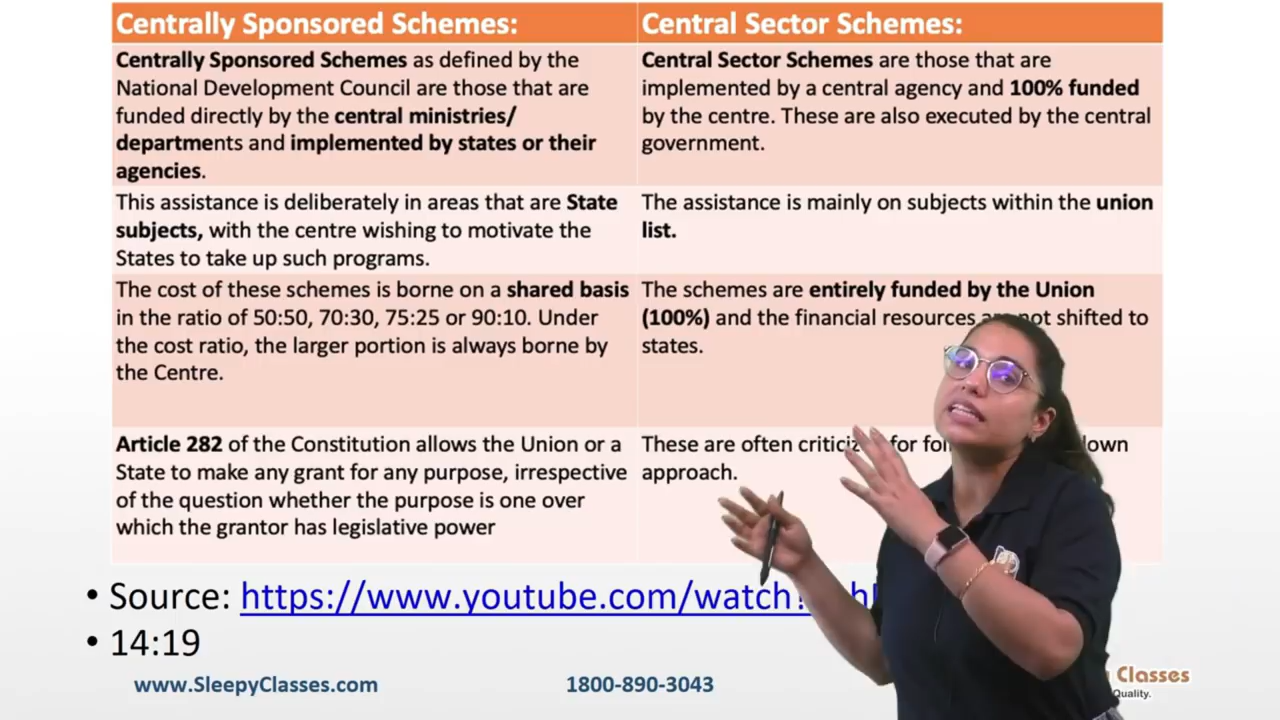 Centrally Sponsored Schemes:
Centrally Sponsored Schemes as defined by the
National Development Council are those that are
funded directly by the central ministries/
departments and implemented by states or their
agencies.
This assistance is deliberately in areas that are State
subjects, with the centre wishing to motivate the
States to take up such programs.
The cost of these schemes is borne on a shared basis
in the ratio of 50:50, 70:30, 75:25 or 90:10. Under
the cost ratio, the larger portion is always borne by
the Centre.
Article 282 of the Constitution allows the Union or a
State to make any grant for any purpose, irrespective
of the question whether the purpose is one over
which the grantor has legislative power
Central Sector Schemes:
Central Sector Schemes are those that are
implemented by a central agency and 100% funded
by the centre. These are also executed by the central
government.
The assistance is mainly on subjects within the union
list.
The schemes are entirely funded by the Union
(100%) and the financial resources not shifted to
states.
These are often for
approach.
• Source: https://www.youtube.com/watch
• 14:19
www.SleepyClasses.com
1800-890-3043
Classes
Quality.